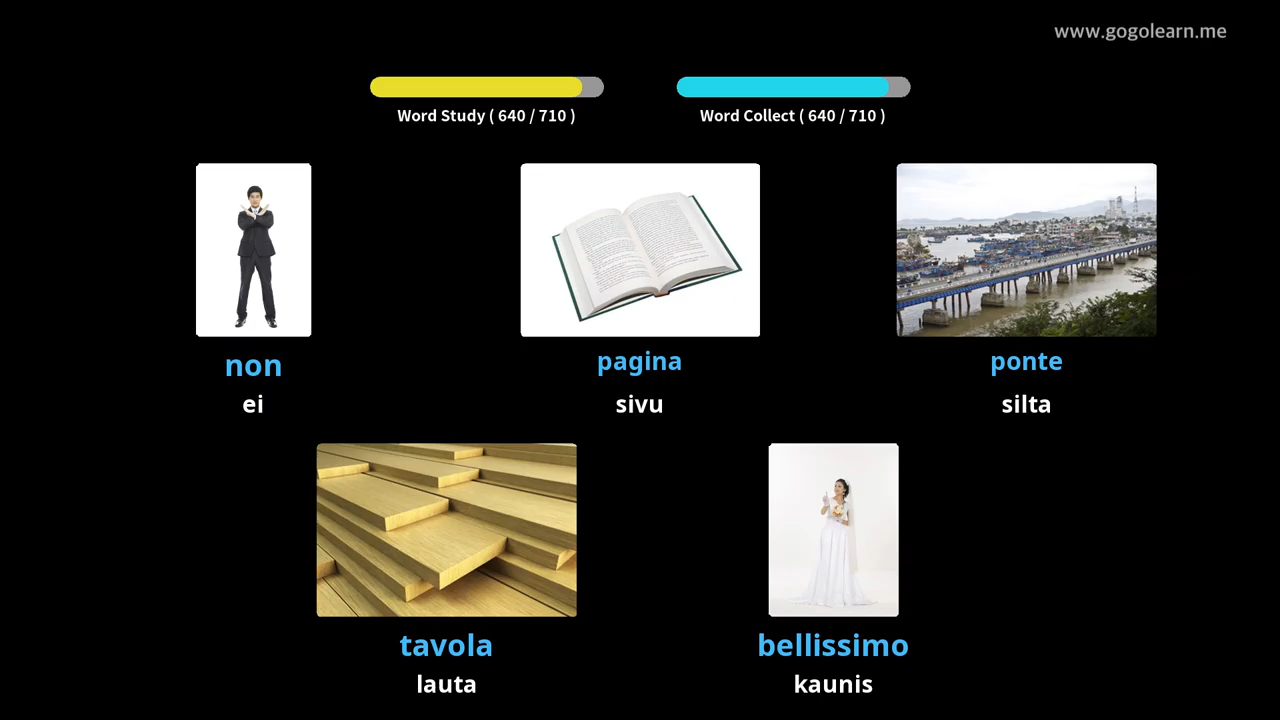 www.gogolearn.me
Word Study ( 640 / 710 )
Word Collect ( 640 / 710 )
non
ei
pagina
sivu
ponte
silta
tavola
lauta
bellissimo
kaunis